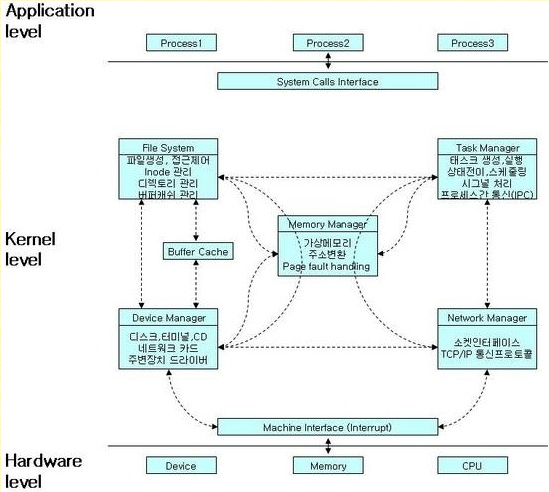 Application
level
Process1
Process2
Process3
System Calls Interface
File System
파일생성, 접근제어
Inode 관리
디렉토리 관리
버퍼캐쉬 관리
Task Manager
태스크 생성,실행
상태전이,스케줄링
시그널 처리
프로세스간 통신(IPC)
Memory Manager
가상메모리
주소변환
Page fault handling
Kernel
level
Buffer Cache
Device Manager
디스크,터미널,CD
네트워크 카드
주변장치 드라이버
Network Manager
소켓인터페이스
TCP/IP 통신프로토콜
Machine Interface (Interrupt)
Hardware
level
Device
Memory
CPU